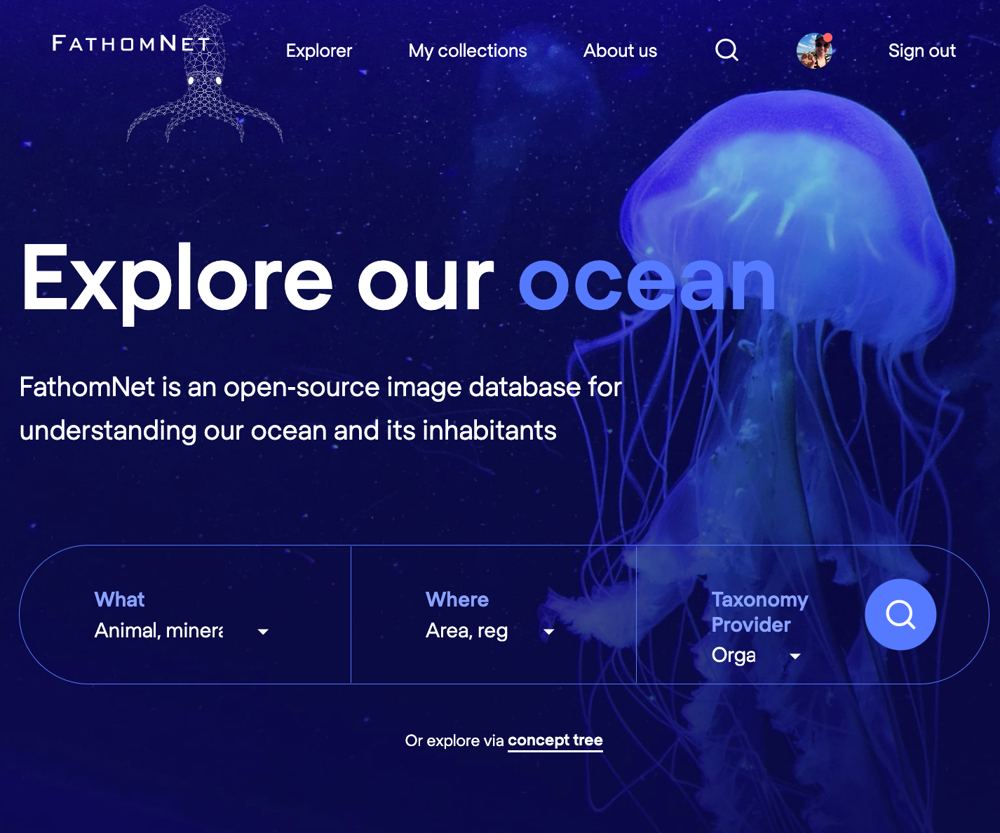 FATHOMNET
Explorer
My collections
About us
Sign out
Explore our ocean
FathomNet is an open-source image database for
understanding our ocean and its inhabitants
What
Animal, minera
Where
Area, reg
Taxonomy
Provider
Orga
Or explore via concept tree